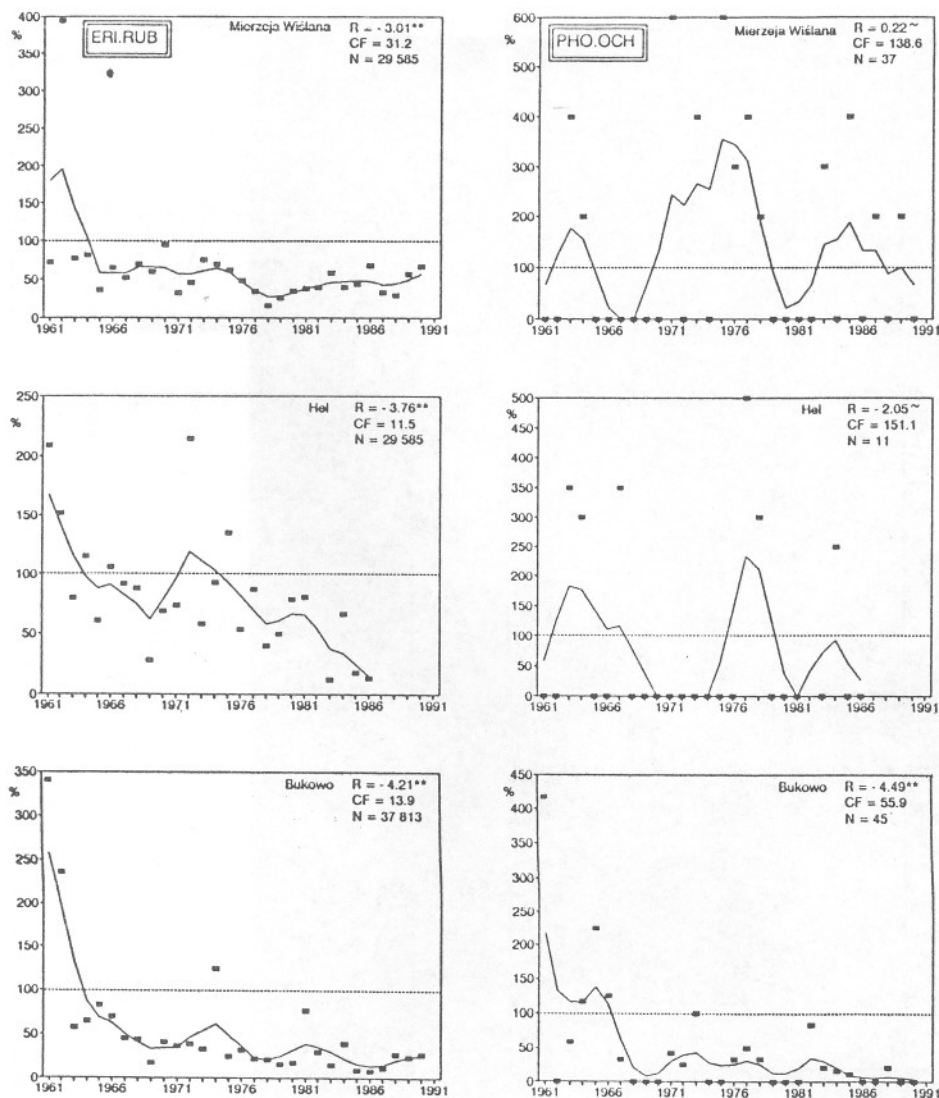 ERI.RUB
Mierzeja Wiślana
R = - 3.01**
CF = 31.2
N = 29 585
%
400
350
300
250
200
150
100
50
0
1961 1966 1971 1976 1981 1986 1991
PHO.OCH
Mierzeja Wiślana
R = 0.22~
CF = 138.6
N = 37
%
600
500
400
300
200
100
0
1961 1966 1971 1976 1981 1986 1991
Hel
R = - 3.76**
CF = 11.5
N = 29 585
%
250
200
150
100
50
0
1961 1966 1971 1976 1981 1986 1991
Hel
R = - 2.05~
CF = 151.1
N = 11
%
500
450
400
350
300
250
200
150
100
50
0
1961 1966 1971 1976 1981 1986 1991
Bukowo
R = - 4.21**
CF = 13.9
N = 37 813
%
350
300
250
200
150
100
50
0
1961 1966 1971 1976 1981 1986 1991
Bukowo
R = - 4.49**
CF = 55.9
N = 45
%
450
400
350
300
250
200
150
100
50
0
1961 1966 1971 1976 1981 1986 1991